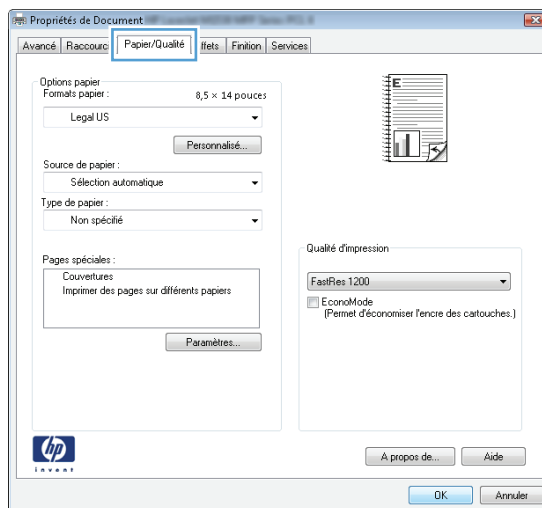 Propriétés de Document
Avancé Papier/Qualité Finition Services
Options papier
Formats papier : 8,5 × 14 pouces
Legal US
Personnalisé...
Source de papier :
Sélection automatique
Type de papier :
Non spécifié
Pages spéciales :
Couvertures
Imprimer des pages sur différents papiers
Paramètres...
E
Qualité d'impression
FastRes 1200
EconoMode
(Permet d'économiser l'encre des cartouches.)
hp
invent
A propos de... Aide
OK Annuler